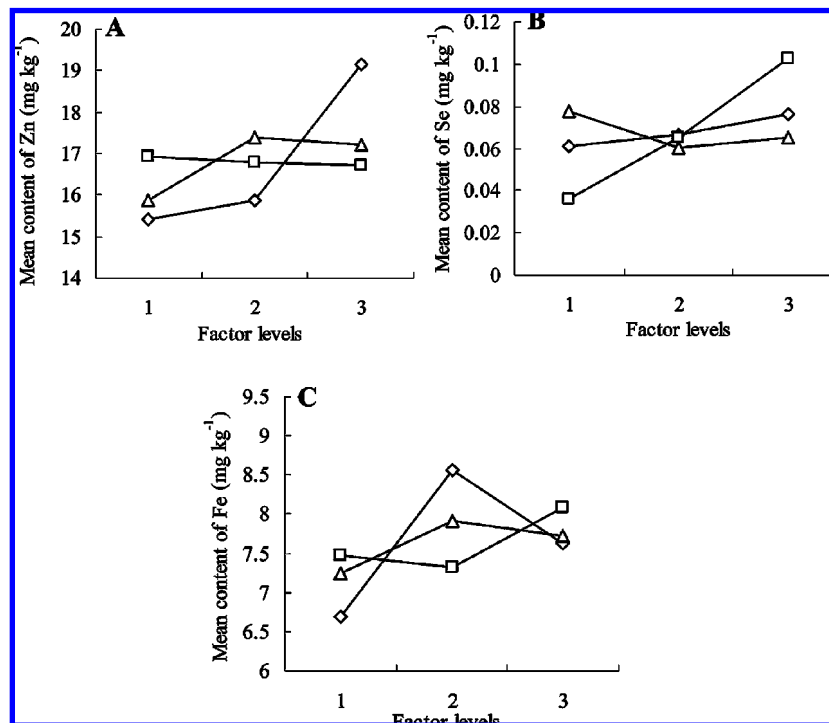 A
Mean content of Zn (mg kg⁻¹)
20
19
18
17
16
15
14
1 2 3
Factor levels
B
Mean content of Se (mg kg⁻¹)
0.12
0.1
0.08
0.06
0.04
0.02
0
1 2 3
Factor levels
C
Mean content of Fe (mg kg⁻¹)
9.5
9
8.5
8
7.5
7
6.5
6
1 2 3
Factor levels